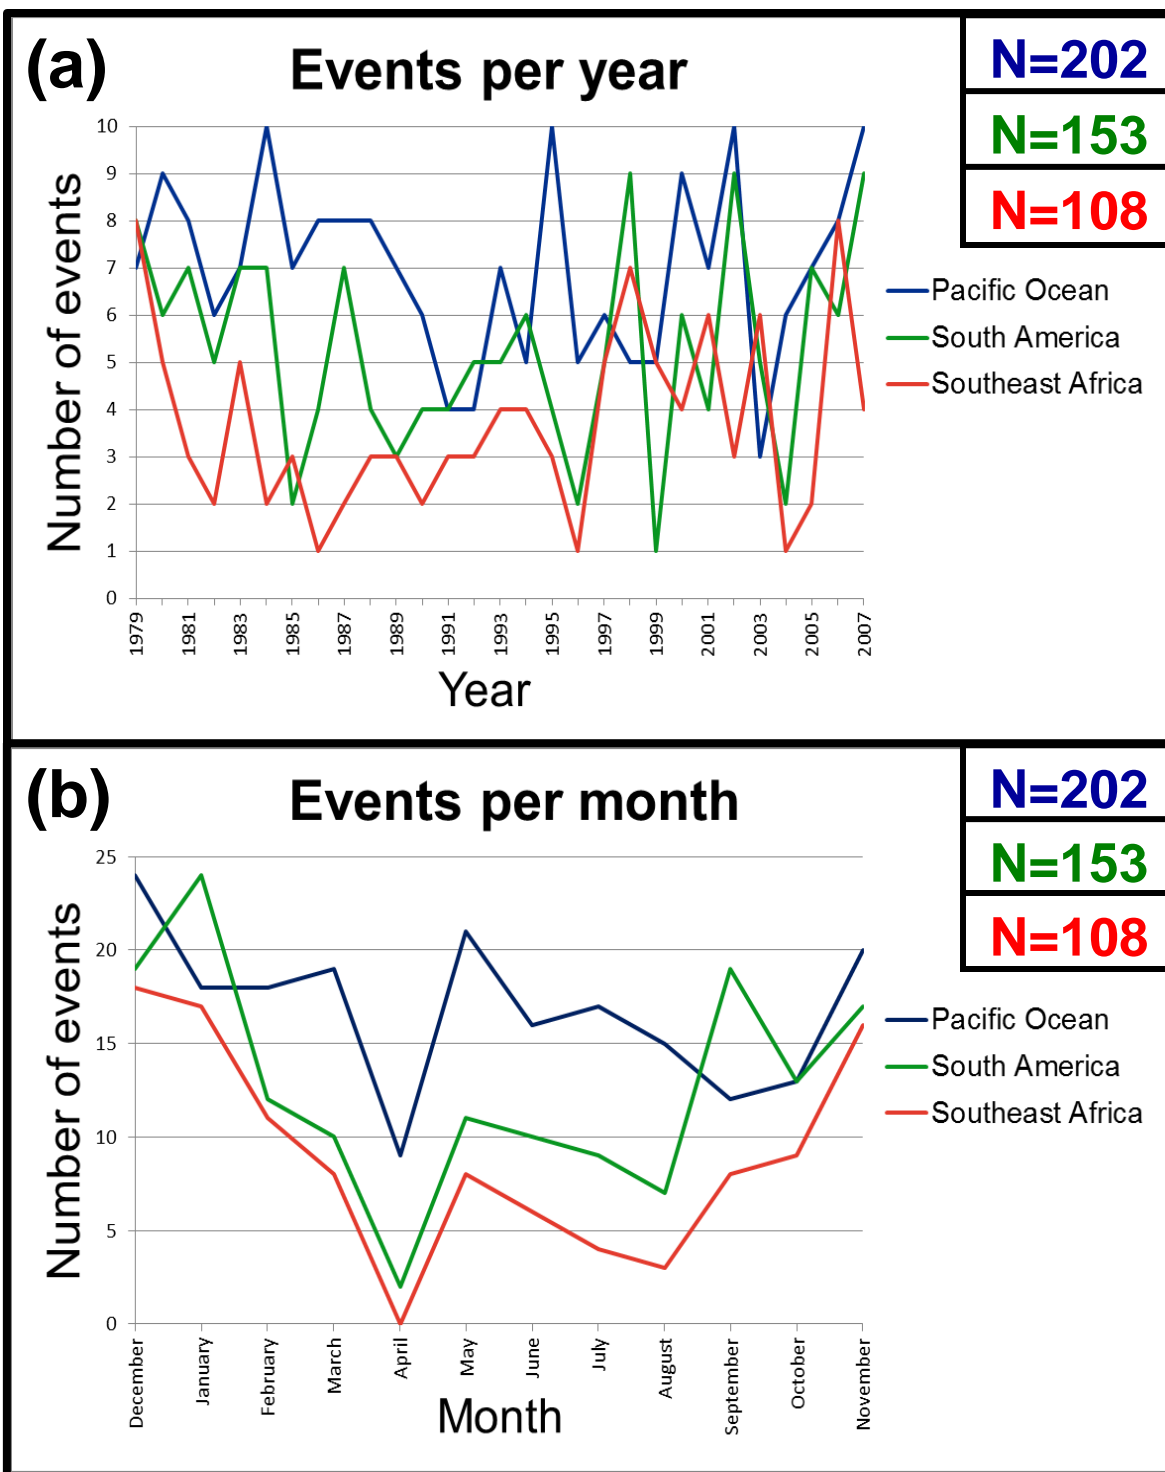 (a)
Events per year
N=202
N=153
N=108
Number of events
10
9
8
7
6
5
4
3
2
1
0
Pacific Ocean
South America
Southeast Africa
1979
1981
1983
1985
1987
1989
1991
1993
1995
1997
1999
2001
2003
2005
2007
Year
(b)
Events per month
N=202
N=153
N=108
Number of events
25
20
15
10
5
0
Pacific Ocean
South America
Southeast Africa
December
January
February
March
April
May
June
July
August
September
October
November
Month